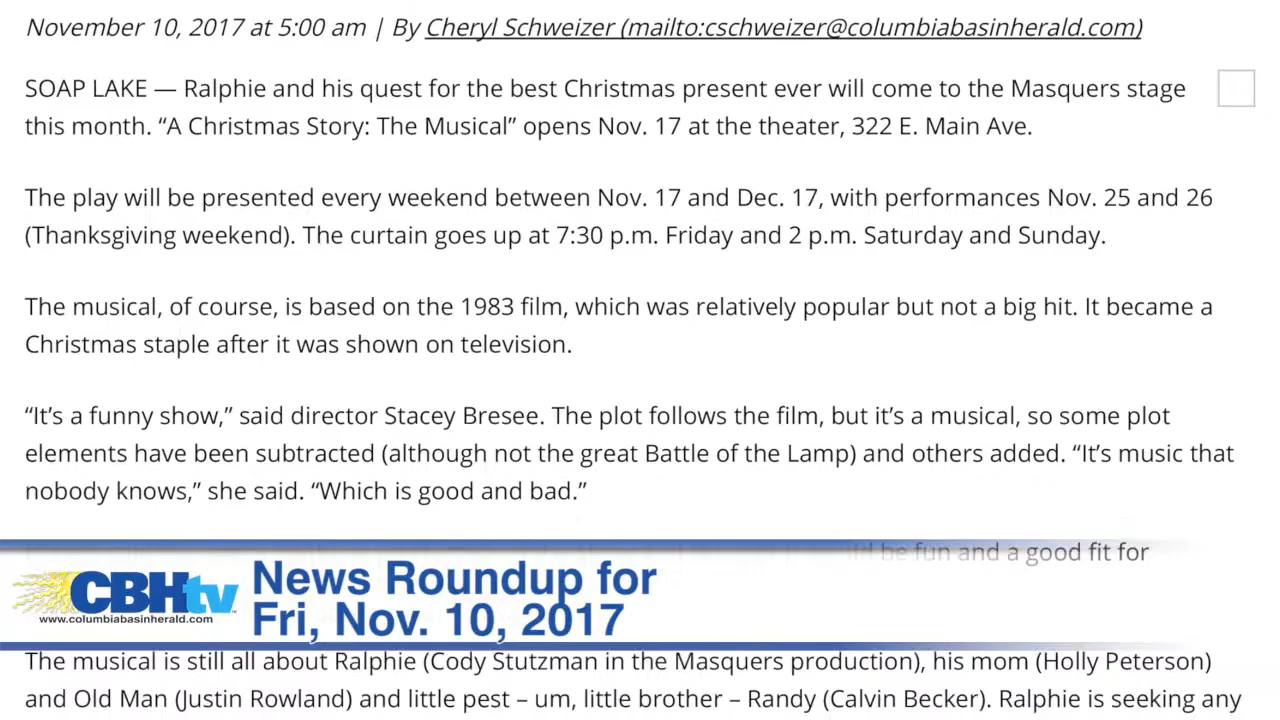 November 10, 2017 at 5:00 am | By Cheryl Schweizer (mailto:cschweizer@columbiabasinherald.com)
SOAP LAKE — Ralphie and his quest for the best Christmas present ever will come to the Masquers stage
this month. “A Christmas Story: The Musical” opens Nov. 17 at the theater, 322 E. Main Ave.
The play will be presented every weekend between Nov. 17 and Dec. 17, with performances Nov. 25 and 26
(Thanksgiving weekend). The curtain goes up at 7:30 p.m. Friday and 2 p.m. Saturday and Sunday.
The musical, of course, is based on the 1983 film, which was relatively popular but not a big hit. It became a
Christmas staple after it was shown on television.
“It’s a funny show,” said director Stacey Bresee. The plot follows the film, but it’s a musical, so some plot
elements have been subtracted (although not the great Battle of the Lamp) and others added. “It’s music that
nobody knows,” she said. “Which is good and bad.”
be fun and a good fit for
CBHtv
www.columbiabasinherald.com
News Roundup for
Fri, Nov. 10, 2017
The musical is still all about Ralphie (Cody Stutzman in the Masquers production), his mom (Holly Peterson)
and Old Man (Justin Rowland) and little pest – um, little brother – Randy (Calvin Becker). Ralphie is seeking any